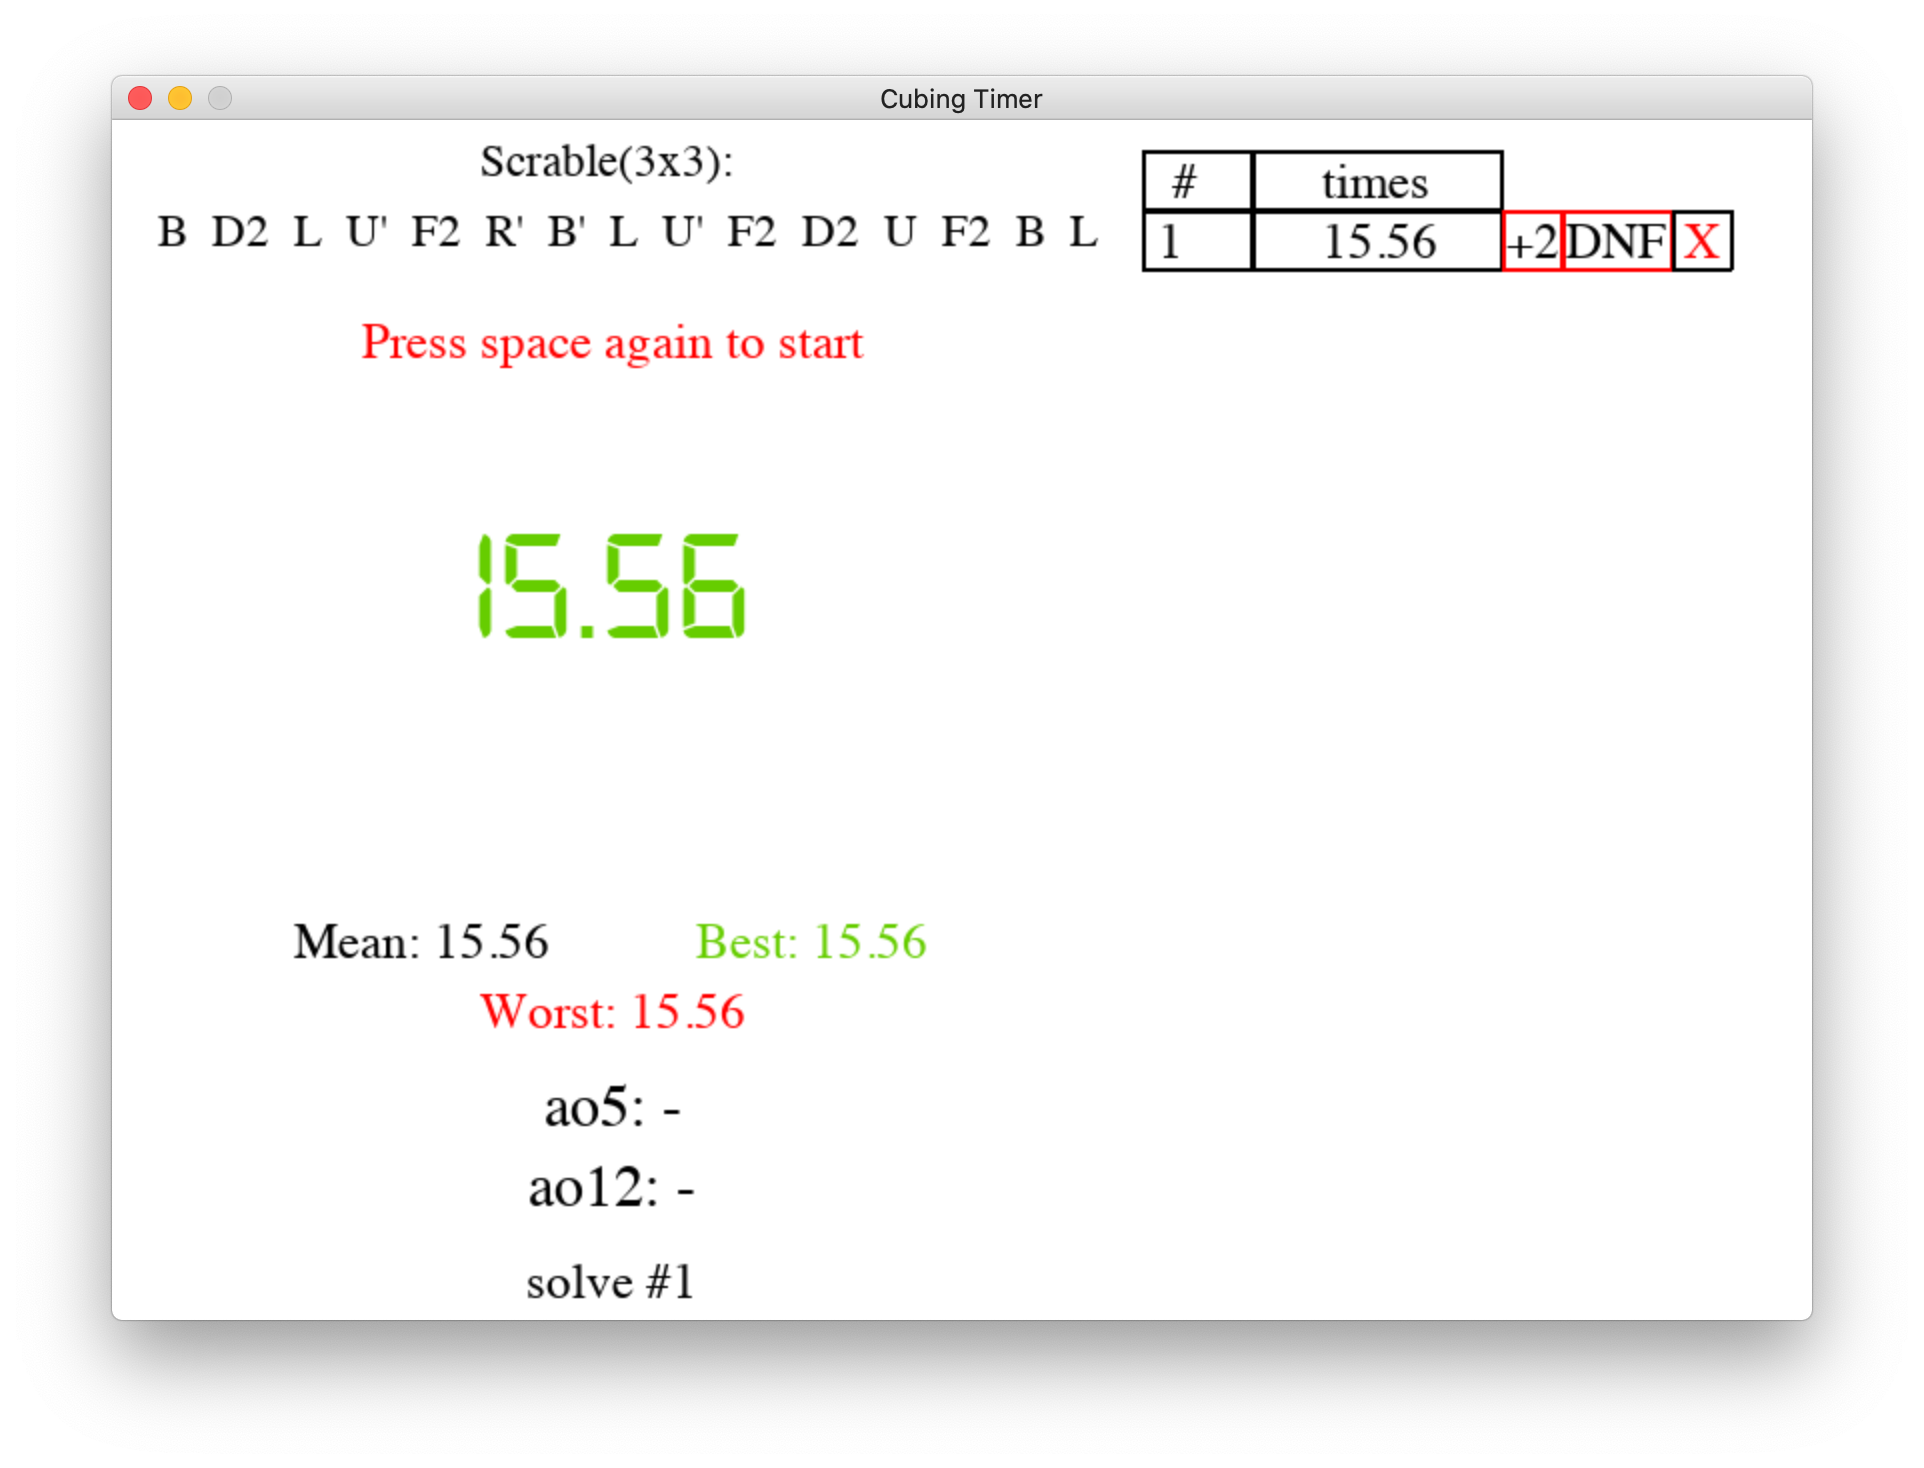 Cubing Timer
Scrable(3x3):
B D2 L U' F2 R' B' L U' F2 D2 U F2 B L
# times
1 15.56 +2 DNF X
Press space again to start
15.56
Mean: 15.56 Best: 15.56
Worst: 15.56
ao5: -
ao12: -
solve #1